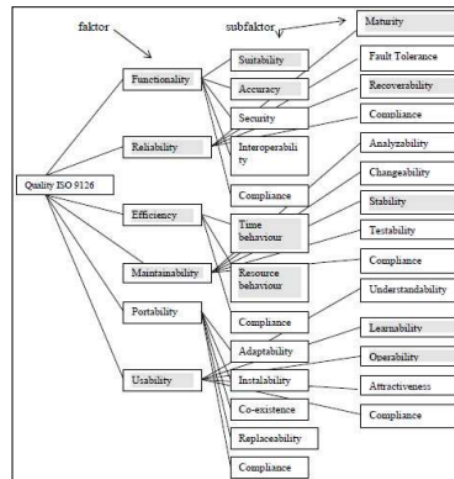 faktor
subfaktor
Quality ISO 9126
Functionality
Reliability
Efficiency
Maintainability
Portability
Usability
Suitability
Accuracy
Security
Interoperabili
ty
Compliance
Time
behaviour
Resource
behaviour
Compliance
Adaptability
Instalability
Co-existence
Replaceability
Compliance
Maturity
Fault Tolerance
Recoverability
Compliance
Analyzability
Changeability
Stability
Testability
Compliance
Understandability
Learnability
Operability
Attractiveness
Compliance